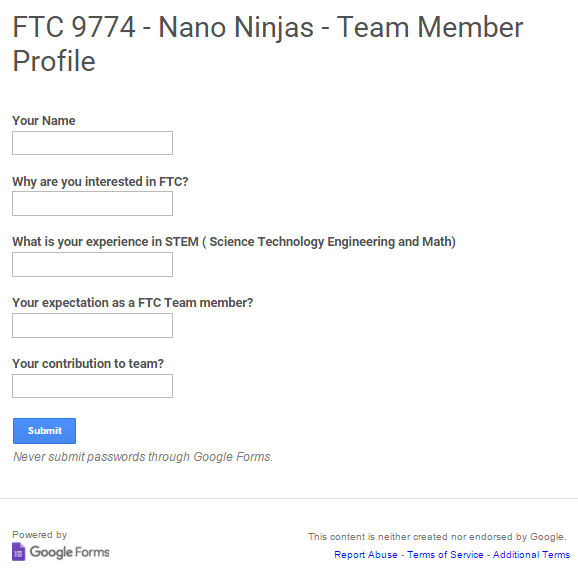 FTC 9774 - Nano Ninjas - Team Member
Profile
Your Name
Why are you interested in FTC?
What is your experience in STEM ( Science Technology Engineering and Math)
Your expectation as a FTC Team member?
Your contribution to team?
Submit
Never submit passwords through Google Forms.
Powered by
Google Forms
This content is neither created nor endorsed by Google.
Report Abuse - Terms of Service - Additional Terms